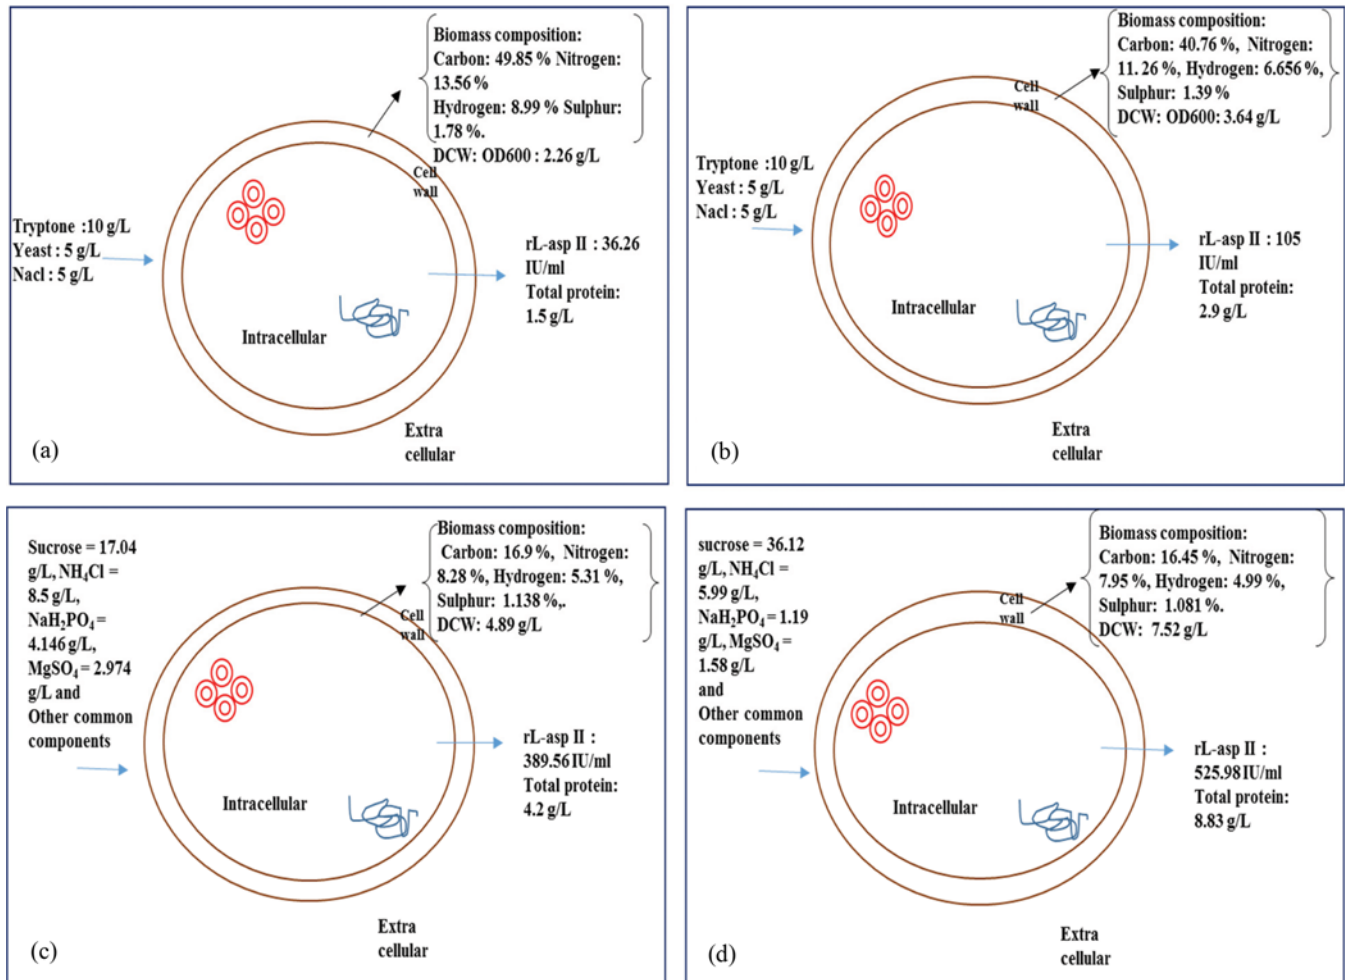 Biomass composition:
Carbon: 49.85 % Nitrogen:
13.56 %
Hydrogen: 8.99 % Sulphur:
1.78 %.
DCW: OD600 : 2.26 g/L
Cell
wall
Tryptone :10 g/L
Yeast : 5 g/L
Nacl : 5 g/L
rL-asp II : 36.26
IU/ml
Total protein:
1.5 g/L
Intracellular
Extra
cellular
(a)
Biomass composition:
Carbon: 40.76 %, Nitrogen:
11. 26 %, Hydrogen: 6.656 %,
Sulphur: 1.39 %
DCW: OD600: 3.64 g/L
Cell
wall
Tryptone :10 g/L
Yeast : 5 g/L
Nacl : 5 g/L
rL-asp II : 105
IU/ml
Total protein:
2.9 g/L
Intracellular
Extra
cellular
(b)
Sucrose = 17.04
g/L, NH₄Cl =
8.5 g/L,
NaH₂PO₄ =
4.146 g/L,
MgSO₄ = 2.974
g/L and
Other common
components
Biomass composition:
Carbon: 16.9 %, Nitrogen:
8.28 %, Hydrogen: 5.31 %,
Sulphur: 1.138 %,.
DCW: 4.89 g/L
Cell
wall
rL-asp II :
389.56 IU/ml
Total protein:
4.2 g/L
Intracellular
Extra
cellular
(c)
sucrose = 36.12
g/L, NH₄Cl =
5.99 g/L,
NaH₂PO₄ = 1.19
g/L, MgSO₄ =
1.58 g/L
and
Other common
components
Biomass composition:
Carbon: 16.45 %, Nitrogen:
7.95 %, Hydrogen: 4.99 %,
Sulphur: 1.081 %.
DCW: 7.52 g/L
Cell
wall
rL-asp II :
525.98 IU/ml
Total protein:
8.83 g/L
Intracellular
Extra
cellular
(d)